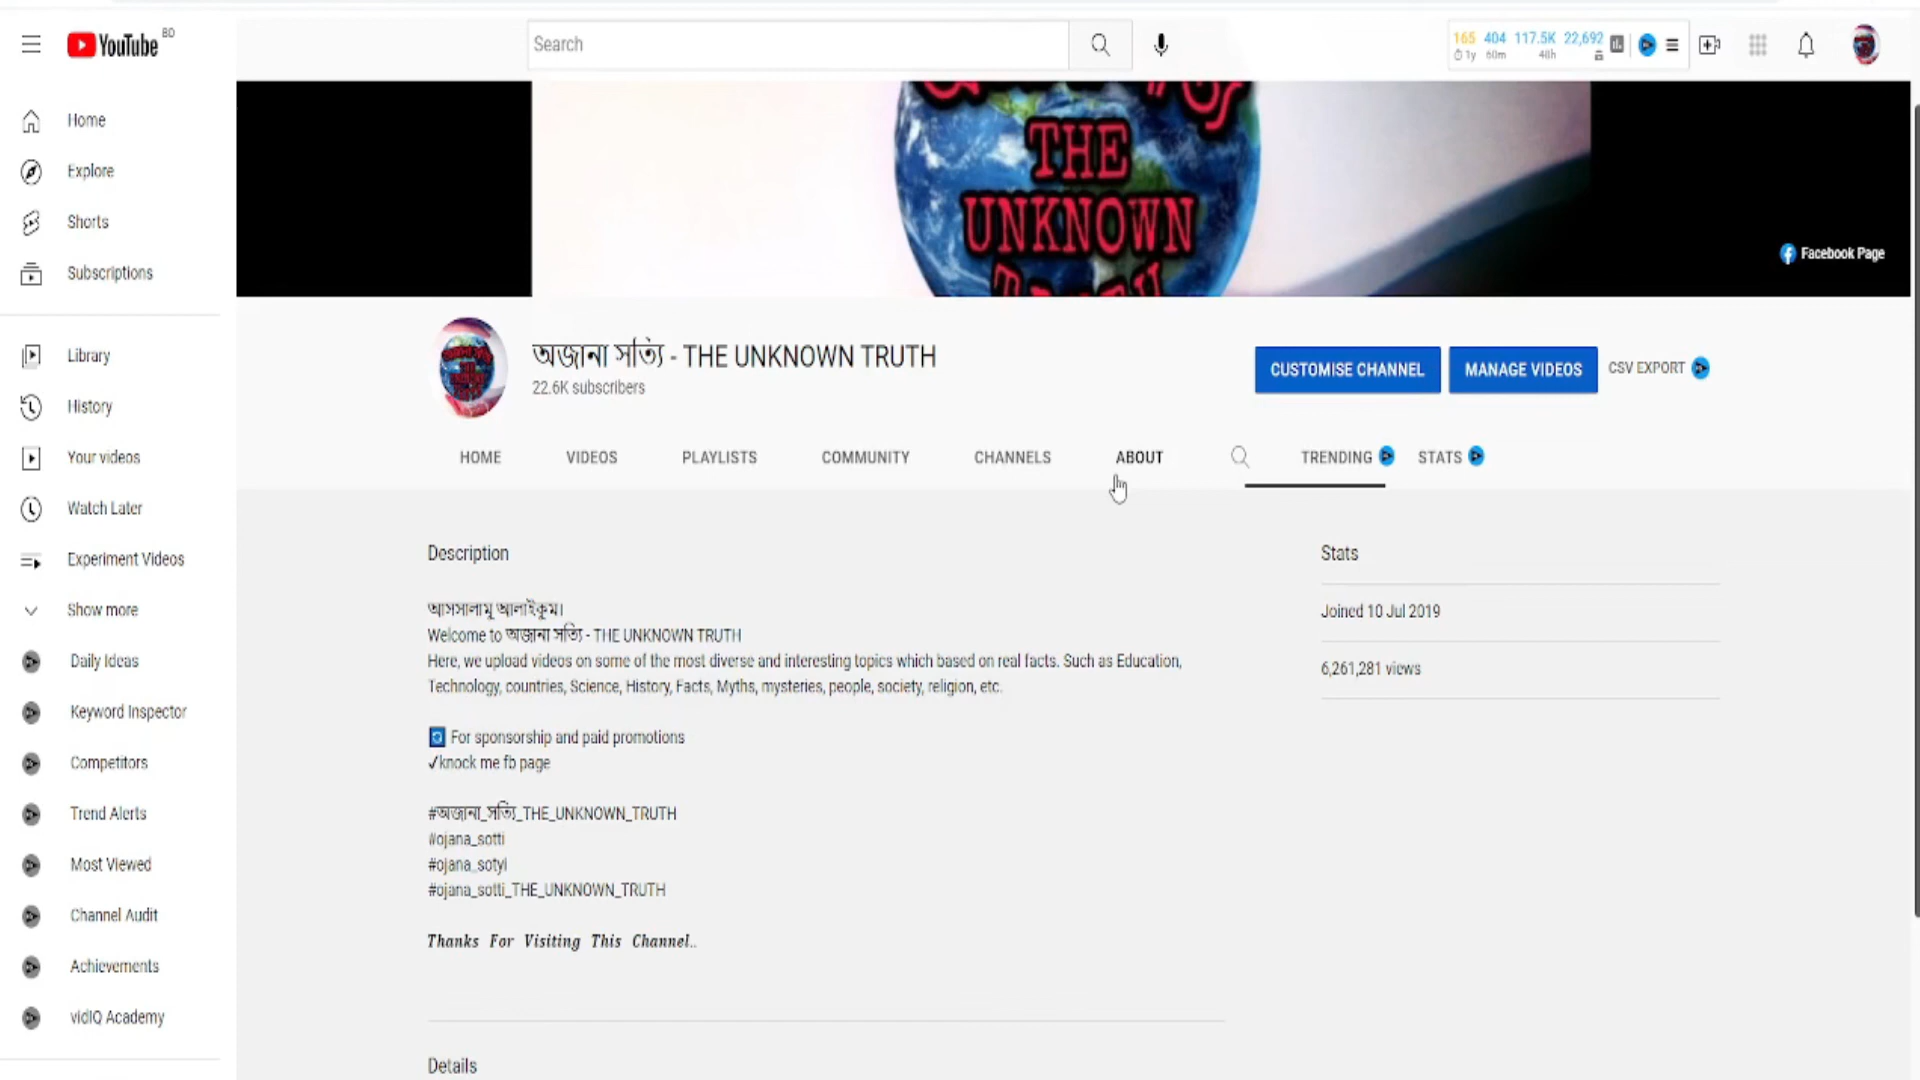 YouTube BD
Search
165 404 117.5K 22,692
1y 60m 48h
Home
Explore
Shorts
Subscriptions
Library
History
Your videos
Watch Later
Experiment Videos
Show more
Daily Ideas
Keyword Inspector
Competitors
Trend Alerts
Most Viewed
Channel Audit
Achievements
vidIQ Academy
THE
UNKNOWN
Facebook Page
অজানা সত্যি - THE UNKNOWN TRUTH
22.6K subscribers
CUSTOMISE CHANNEL
MANAGE VIDEOS
CSV EXPORT
HOME VIDEOS PLAYLISTS COMMUNITY CHANNELS ABOUT TRENDING STATS
Description
আসসালামু আলাইকুম।
Welcome to অজানা সত্যি - THE UNKNOWN TRUTH
Here, we upload videos on some of the most diverse and interesting topics which based on real facts. Such as Education,
Technology, countries, Science, History, Facts, Myths, mysteries, people, society, religion, etc.
For sponsorship and paid promotions
✓knock me fb page
#অজানা_সত্যি_THE_UNKNOWN_TRUTH
#ojana_sotti
#ojana_sotyi
#ojana_sotti_THE_UNKNOWN_TRUTH
Thanks For Visiting This Channel..
Details
Stats
Joined 10 Jul 2019
6,261,281 views